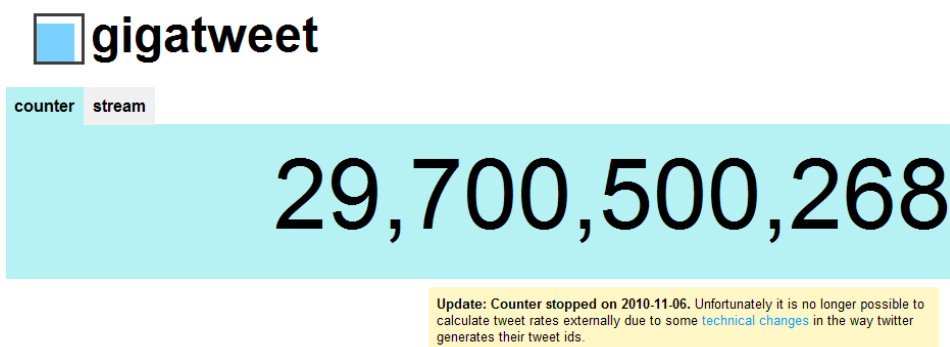 gigatweet
counter stream
29,700,500,268
Update: Counter stopped on 2010-11-06. Unfortunately it is no longer possible to
calculate tweet rates externally due to some technical changes in the way twitter
generates their tweet ids.